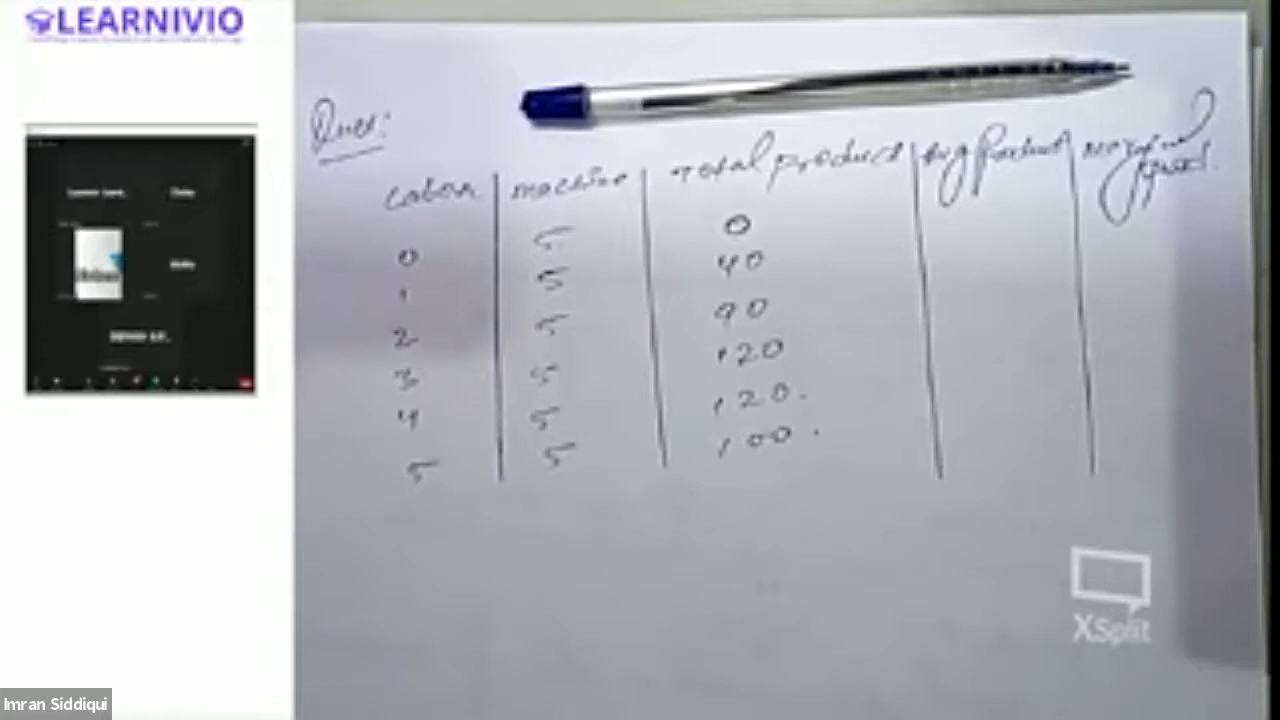 LEARNIVIO
Ques:
Labour machine Total product Avg Product Marginal Product.
0 5 0
1 5 40
2 5 90
3 5 120
4 5 120.
5 5 100.
XSplit
Imran Siddiqui